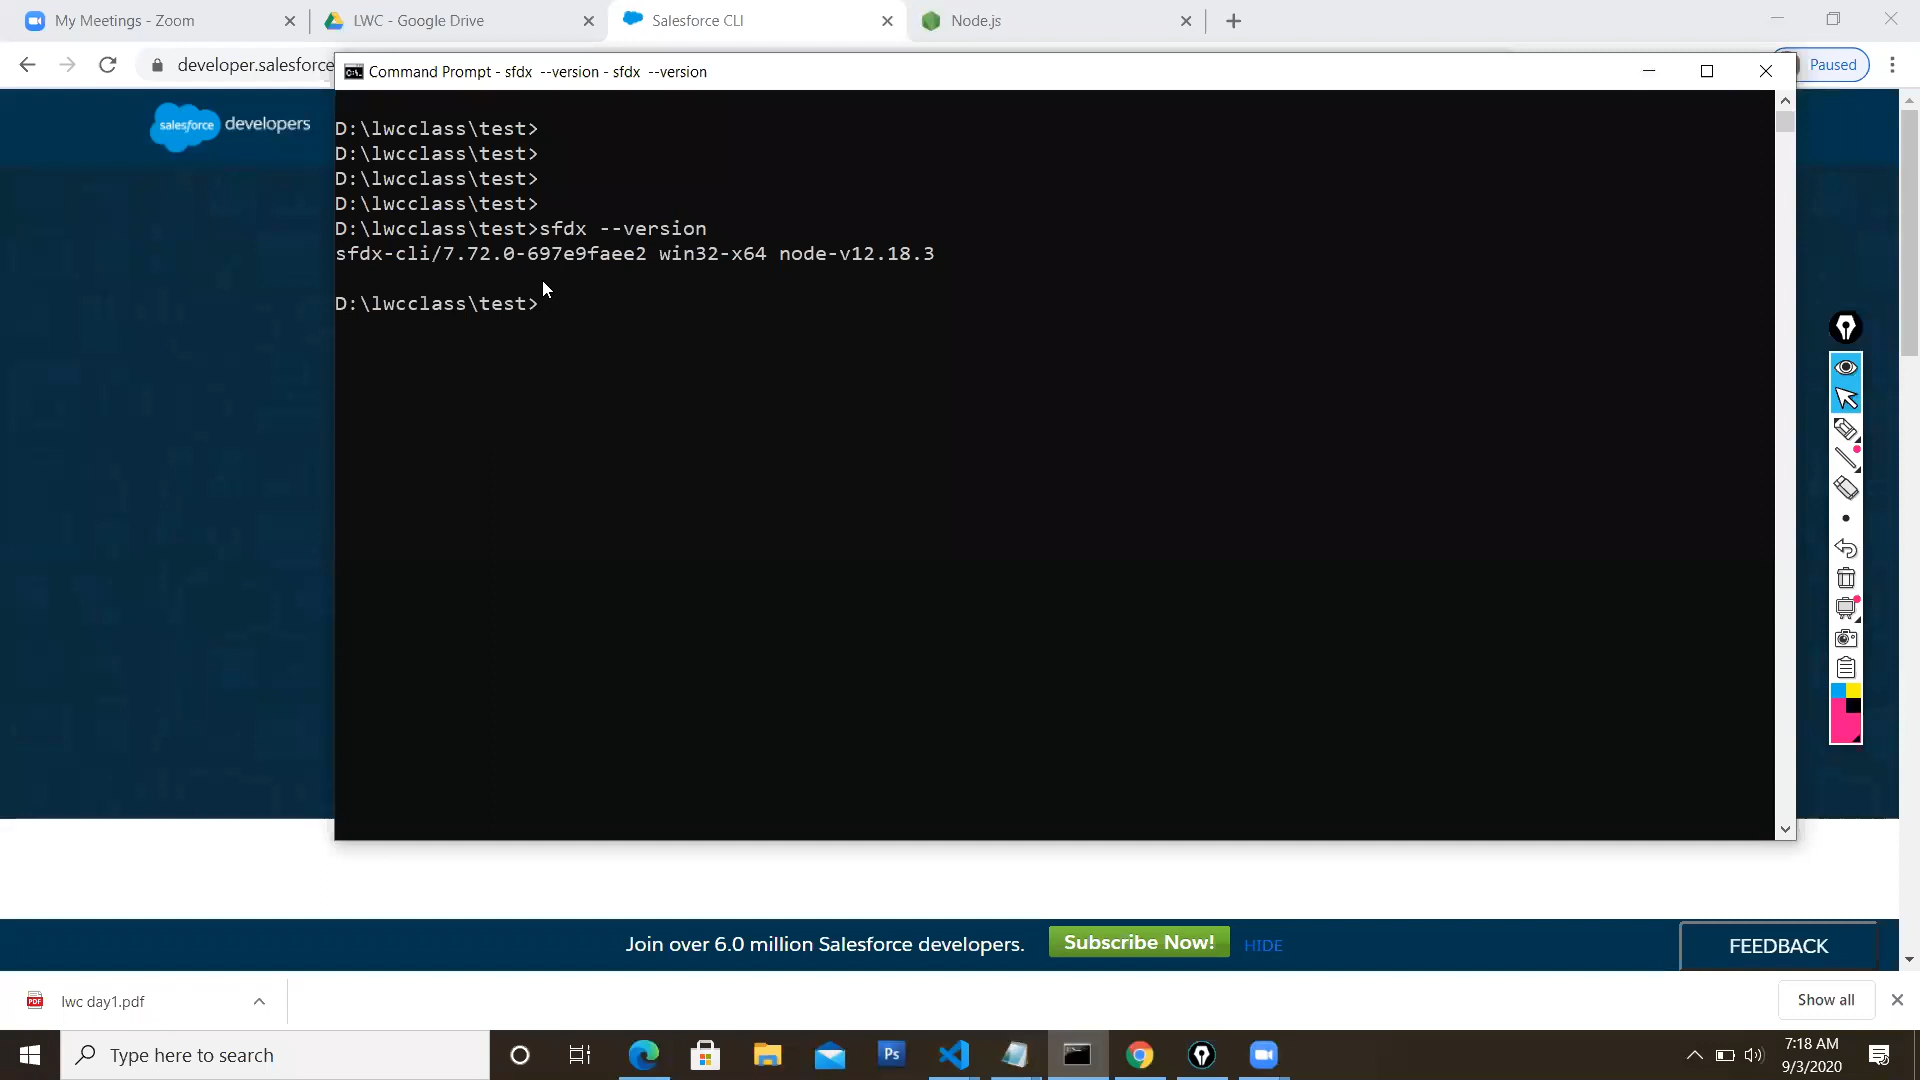 My Meetings - Zoom
LWC - Google Drive
Salesforce CLI
Node.js
developer.salesforce
Paused
Command Prompt - sfdx  --version - sfdx  --version
salesforce developers
D:\lwcclass\test>
D:\lwcclass\test>
D:\lwcclass\test>
D:\lwcclass\test>
D:\lwcclass\test>sfdx --version
sfdx-cli/7.72.0-697e9faee2 win32-x64 node-v12.18.3
D:\lwcclass\test>
Join over 6.0 million Salesforce developers.
Subscribe Now!
HIDE
FEEDBACK
PDF
lwc day1.pdf
Show all
Type here to search
Ps
7:18 AM
9/3/2020